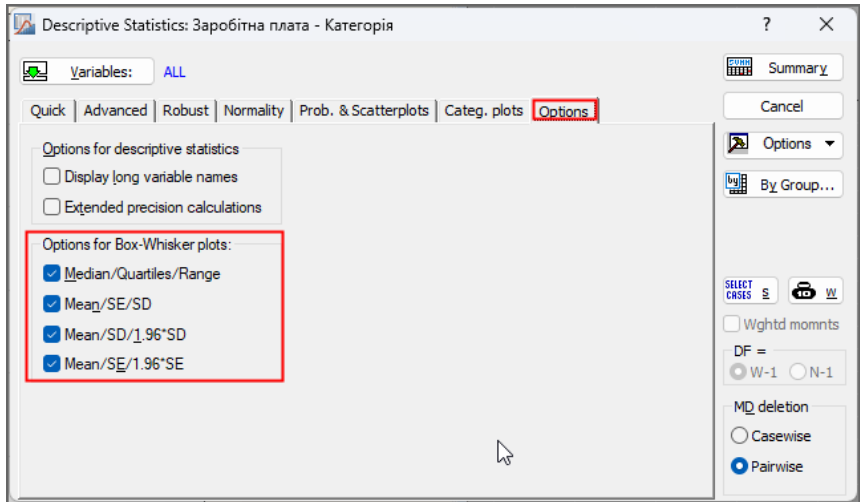 Descriptive Statistics: Заробітна плата - Категорія ? ×
Variables: ALL
Quick Advanced Robust Normality Prob. & Scatterplots Categ. plots Options
Options for descriptive statistics
Display long variable names
Extended precision calculations
Options for Box-Whisker plots:
Median/Quartiles/Range
Mean/SE/SD
Mean/SD/1.96*SD
Mean/SE/1.96*SE
SUMM Summary
Cancel
Options
by By Group...
SELECT CASES S W
Wghtd momnts
DF =
W-1 N-1
MD deletion
Casewise
Pairwise